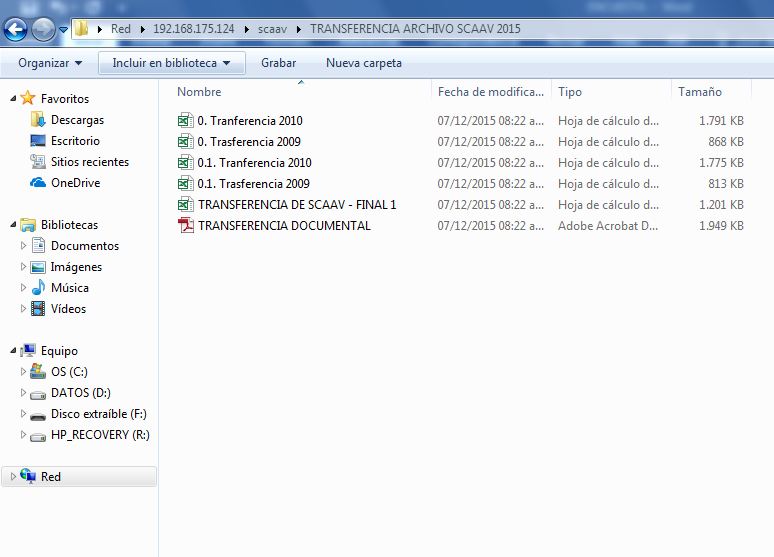 Red 192.168.175.124 scaav TRANSFERENCIA ARCHIVO SCAAV 2015
Organizar Incluir en biblioteca Grabar Nueva carpeta
Favoritos
Descargas
Escritorio
Sitios recientes
OneDrive
Bibliotecas
Documentos
Imágenes
Música
Vídeos
Equipo
OS (C:)
DATOS (D:)
Disco extraíble (F:)
HP_RECOVERY (R:)
Red
Nombre Fecha de modifica... Tipo Tamaño
0. Tranferencia 2010 07/12/2015 08:22 a... Hoja de cálculo d... 1.791 KB
0. Trasferencia 2009 07/12/2015 08:22 a... Hoja de cálculo d... 868 KB
0.1. Tranferencia 2010 07/12/2015 08:22 a... Hoja de cálculo d... 1.775 KB
0.1. Trasferencia 2009 07/12/2015 08:22 a... Hoja de cálculo d... 813 KB
TRANSFERENCIA DE SCAAV - FINAL 1 07/12/2015 08:22 a... Hoja de cálculo d... 1.201 KB
TRANSFERENCIA DOCUMENTAL 07/12/2015 08:22 a... Adobe Acrobat D... 1.949 KB